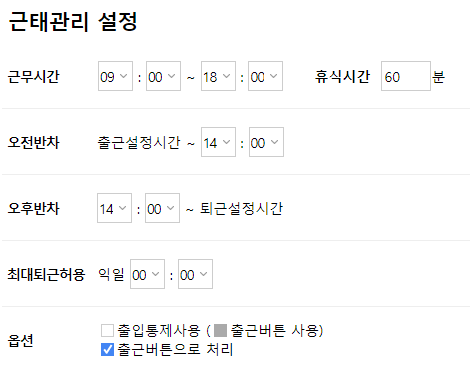 근태관리 설정
근무시간 09 : 00 ~ 18 : 00 휴식시간 60 분
오전반차 출근설정시간 ~ 14 : 00
오후반차 14 : 00 ~ 퇴근설정시간
최대퇴근허용 익일 00 : 00
옵션
출입통제사용 ( 출근버튼 사용)
출근버튼으로 처리